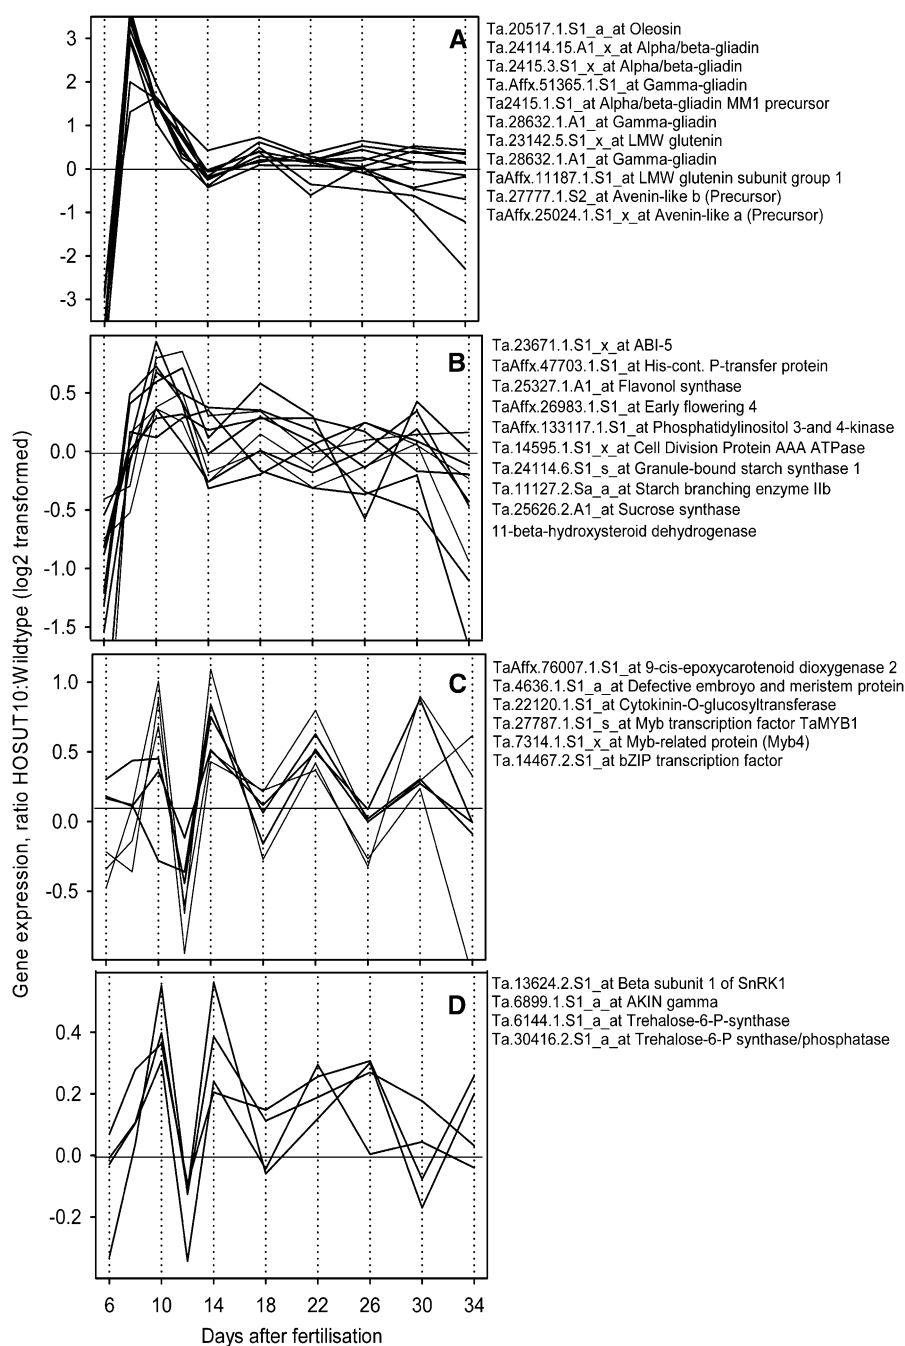 Gene expression, ratio HOSUT10:Wildtype (log2 transformed)
A
3
2
1
0
-1
-2
-3
Ta.20517.1.S1_a_at Oleosin
Ta.24114.15.A1_x_at Alpha/beta-gliadin
Ta.2415.3.S1_x_at Alpha/beta-gliadin
Ta.Affx.51365.1.S1_at Gamma-gliadin
Ta2415.1.S1_at Alpha/beta-gliadin MM1 precursor
Ta.28632.1.A1_at Gamma-gliadin
Ta.23142.5.S1_x_at LMW glutenin
Ta.28632.1.A1_at Gamma-gliadin
TaAffx.11187.1.S1_at LMW glutenin subunit group 1
Ta.27777.1.S2_at Avenin-like b (Precursor)
TaAffx.25024.1.S1_x_at Avenin-like a (Precursor)
B
0.5
0.0
-0.5
-1.0
-1.5
Ta.23671.1.S1_x_at ABI-5
TaAffx.47703.1.S1_at His-cont. P-transfer protein
Ta.25327.1.A1_at Flavonol synthase
TaAffx.26983.1.S1_at Early flowering 4
TaAffx.133117.1.S1_at Phosphatidylinositol 3-and 4-kinase
Ta.14595.1.S1_x_at Cell Division Protein AAA ATPase
Ta.24114.6.S1_s_at Granule-bound starch synthase 1
Ta.11127.2.Sa_a_at Starch branching enzyme IIb
Ta.25626.2.A1_at Sucrose synthase
11-beta-hydroxysteroid dehydrogenase
C
1.0
0.5
0.0
-0.5
TaAffx.76007.1.S1_at 9-cis-epoxycarotenoid dioxygenase 2
Ta.4636.1.S1_a_at Defective embroyo and meristem protein
Ta.22120.1.S1_at Cytokinin-O-glucosyltransferase
Ta.27787.1.S1_s_at Myb transcription factor TaMYB1
Ta.7314.1.S1_x_at Myb-related protein (Myb4)
Ta.14467.2.S1_at bZIP transcription factor
D
0.4
0.2
0.0
-0.2
Ta.13624.2.S1_at Beta subunit 1 of SnRK1
Ta.6899.1.S1_a_at AKIN gamma
Ta.6144.1.S1_a_at Trehalose-6-P-synthase
Ta.30416.2.S1_a_at Trehalose-6-P synthase/phosphatase
6 10 14 18 22 26 30 34
Days after fertilisation